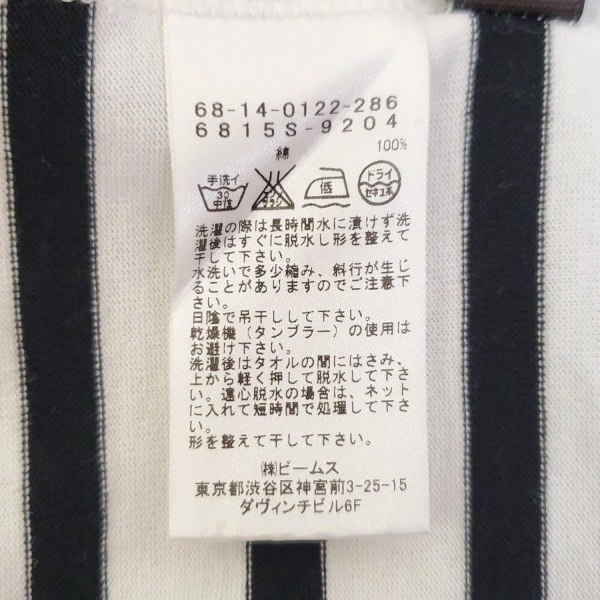 68-14-0122-286
6815S-9204
綿 100%
手洗イ 30 中性
低
ドライ セキユ系
洗濯の際は長時間水に漬けず洗
濯後はすぐに脱水し形を整えて
干して下さい。
水洗いで多少縮み、斜行が生じ
ることがありますのでご注意下
さい。
日陰で吊干しして下さい。
乾燥機（タンブラー）の使用は
お避け下さい。
洗濯後はタオルの間にはさみ、
上から軽く押して脱水して下さ
い。遠心脱水の場合は、ネット
に入れて短時間で処理して下さ
い。
形を整えて干して下さい。
㈱ビームス
東京都渋谷区神宮前3-25-15
ダヴィンチビル6F